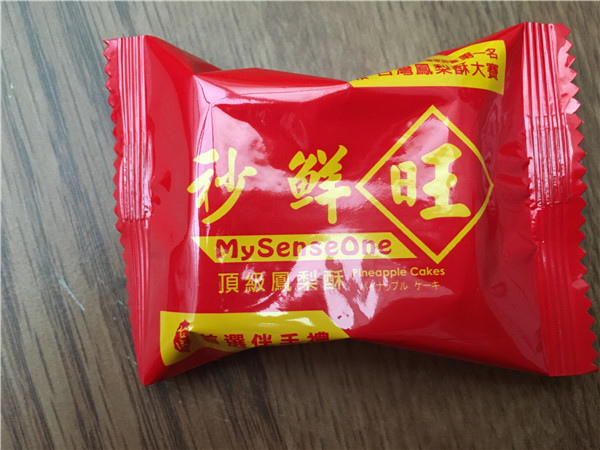 第一名
台灣鳳梨酥大賽
秒鮮旺
MySenseOne
頂級鳳梨酥 Pineapple Cakes
パイナップル ケーキ
選伴手禮